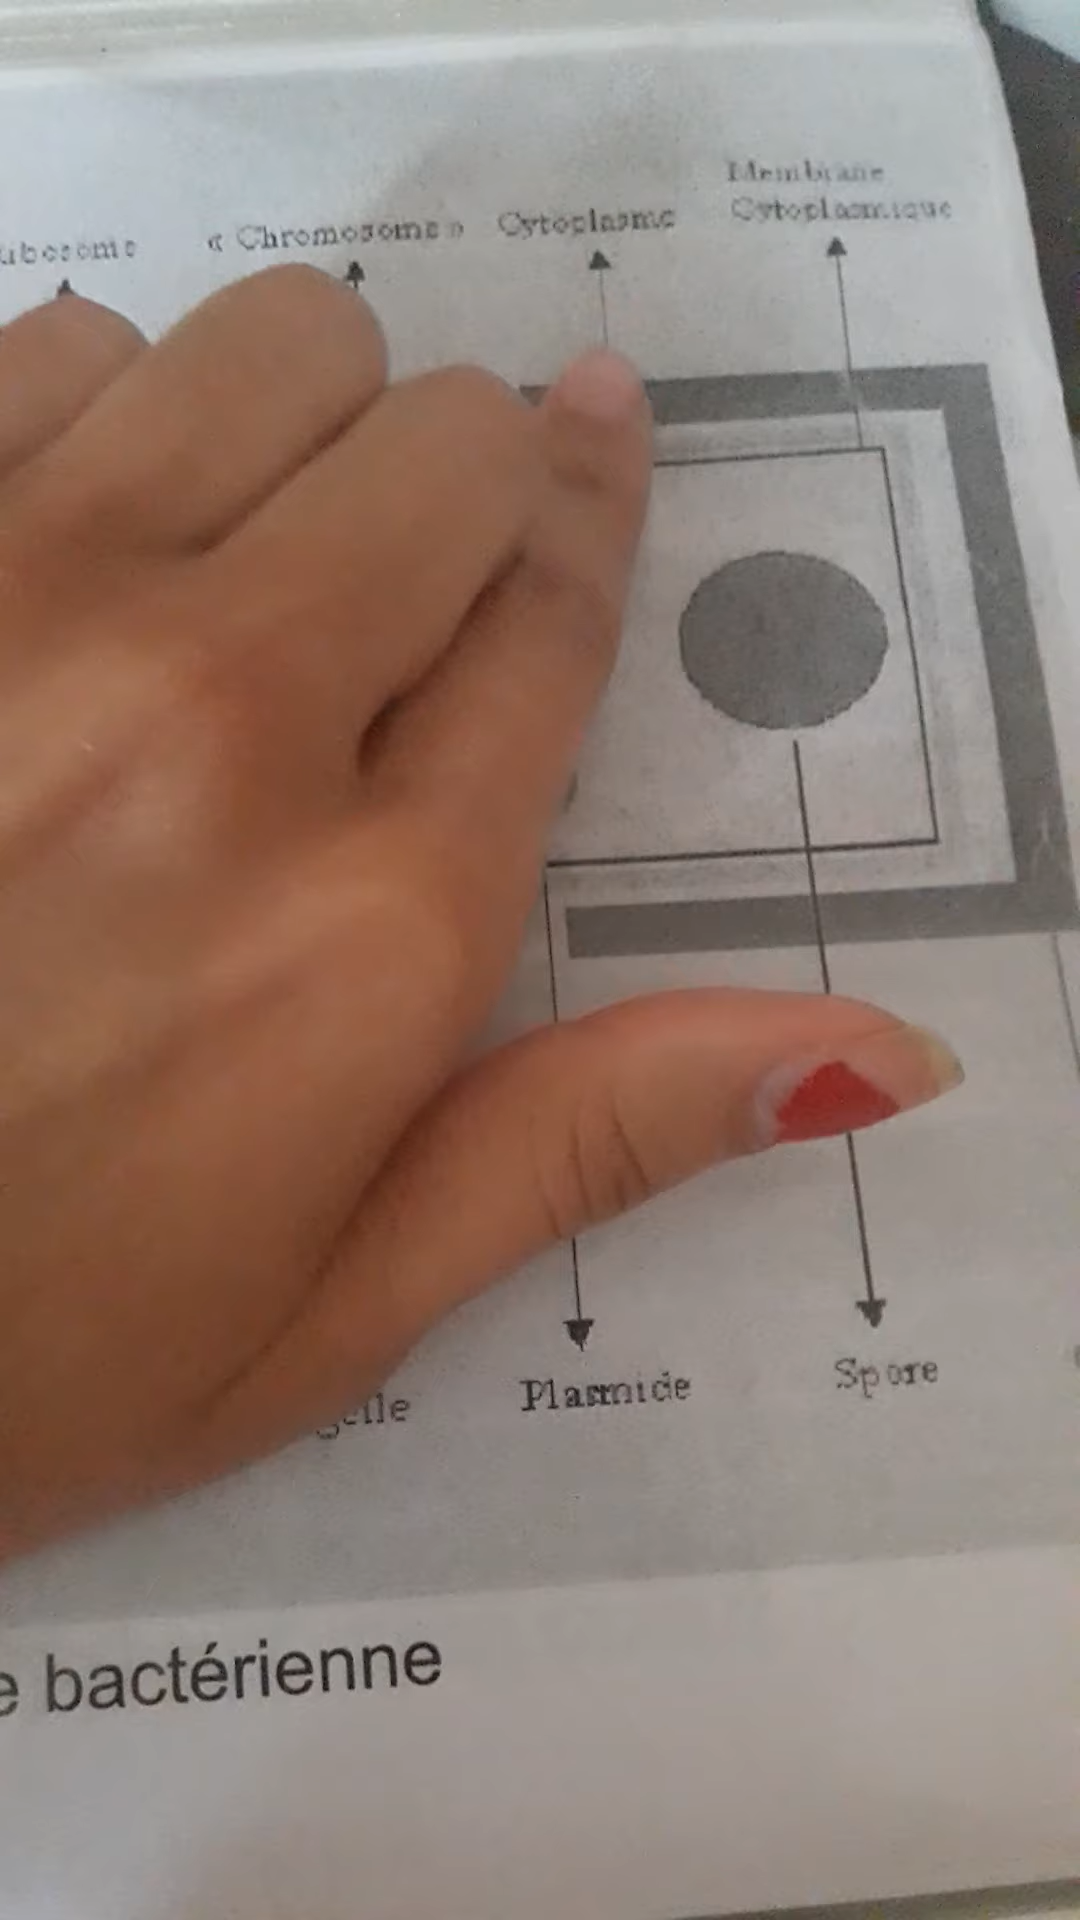 « Chromosome »
Cytoplasme
Membrane
Cytoplasmique
Plasmide
Spore
bactérienne